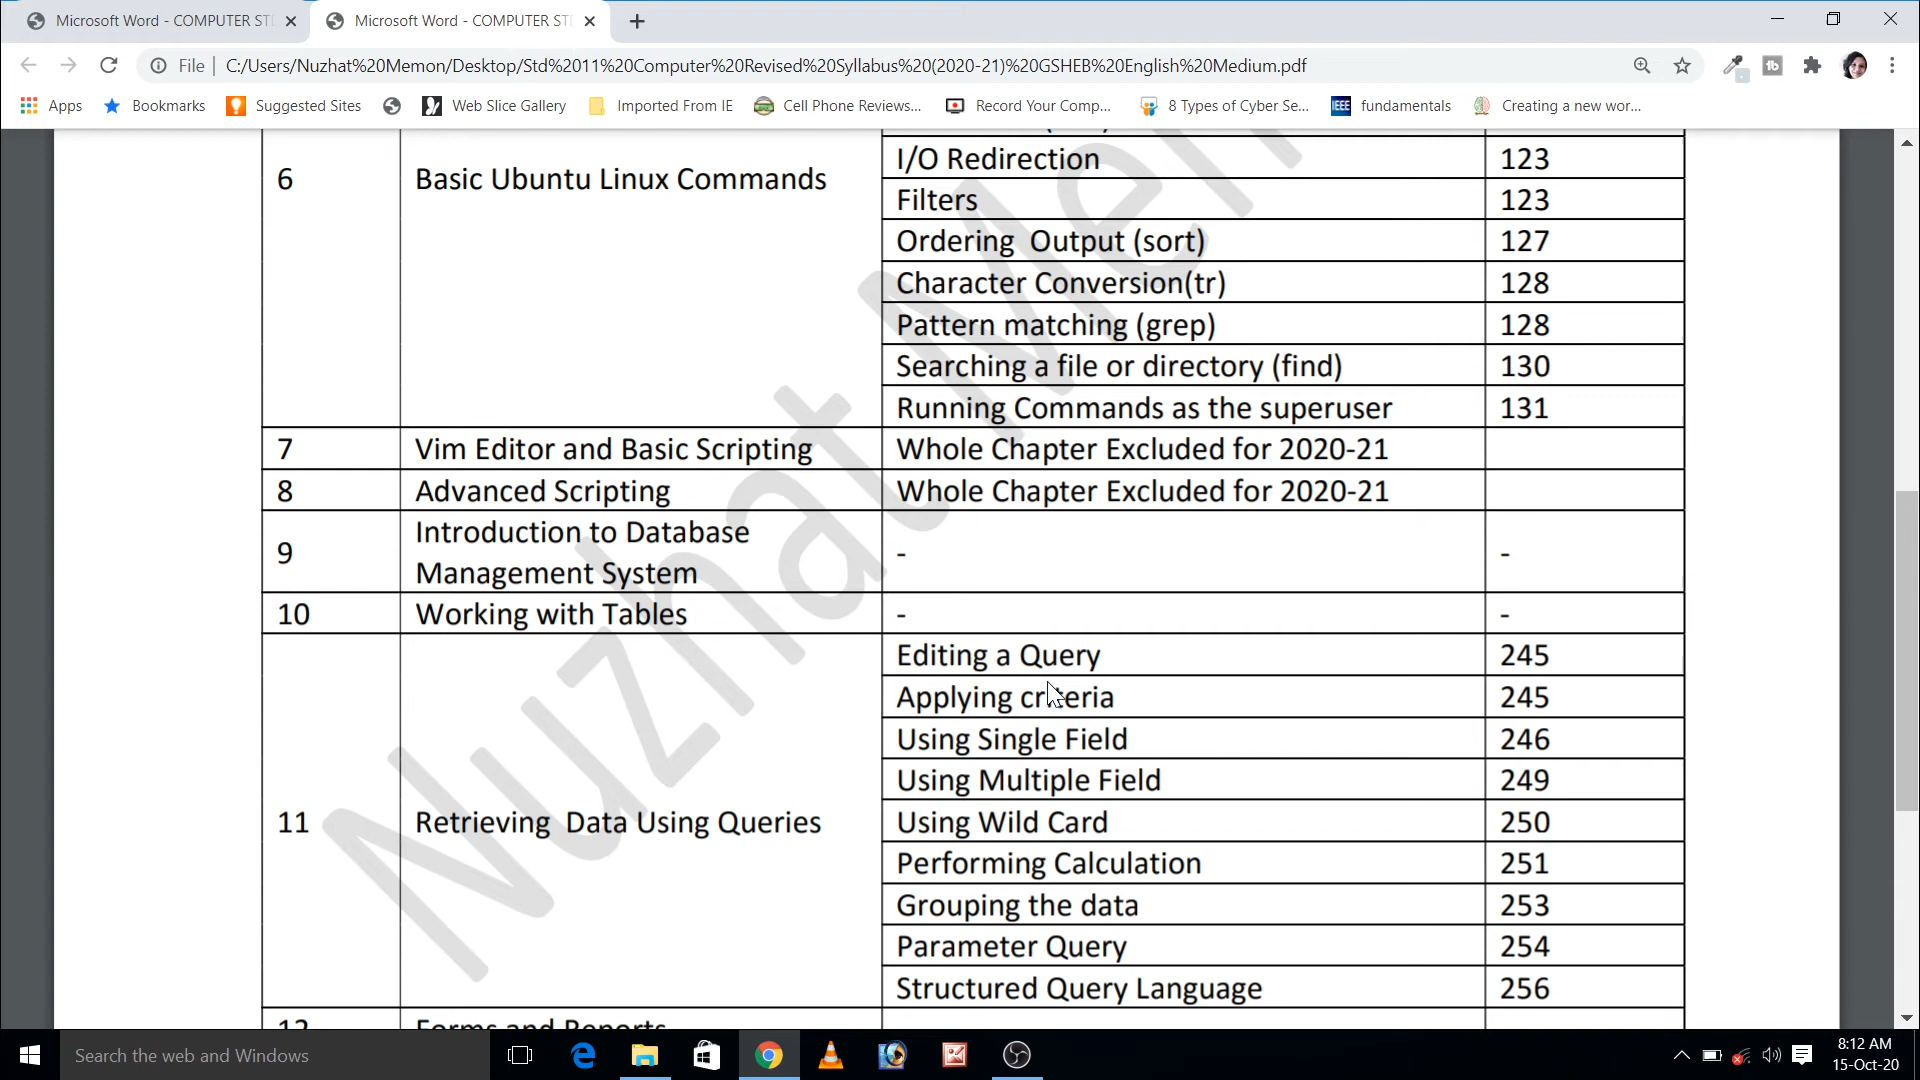 Microsoft Word - COMPUTER ST
Microsoft Word - COMPUTER ST
File
C:/Users/Nuzhat%20Memon/Desktop/Std%2011%20Computer%20Revised%20Syllabus%20(2020-21)%20GSHEB%20English%20Medium.pdf
Apps
Bookmarks
Suggested Sites
Web Slice Gallery
Imported From IE
Cell Phone Reviews...
Record Your Comp...
8 Types of Cyber Se...
IEEE
fundamentals
Creating a new wor...
I/O Redirection 123
6 Basic Ubuntu Linux Commands
Filters 123
Ordering Output (sort) 127
Character Conversion(tr) 128
Pattern matching (grep) 128
Searching a file or directory (find) 130
Running Commands as the superuser 131
7 Vim Editor and Basic Scripting Whole Chapter Excluded for 2020-21
8 Advanced Scripting Whole Chapter Excluded for 2020-21
Introduction to Database
9 - -
Management System
10 Working with Tables - -
Editing a Query 245
Applying criteria 245
Using Single Field 246
Using Multiple Field 249
11 Retrieving Data Using Queries Using Wild Card 250
Performing Calculation 251
Grouping the data 253
Parameter Query 254
Structured Query Language 256
12 Forms and Reports
Nuzhat Mem
Search the web and Windows
8:12 AM
15-Oct-20